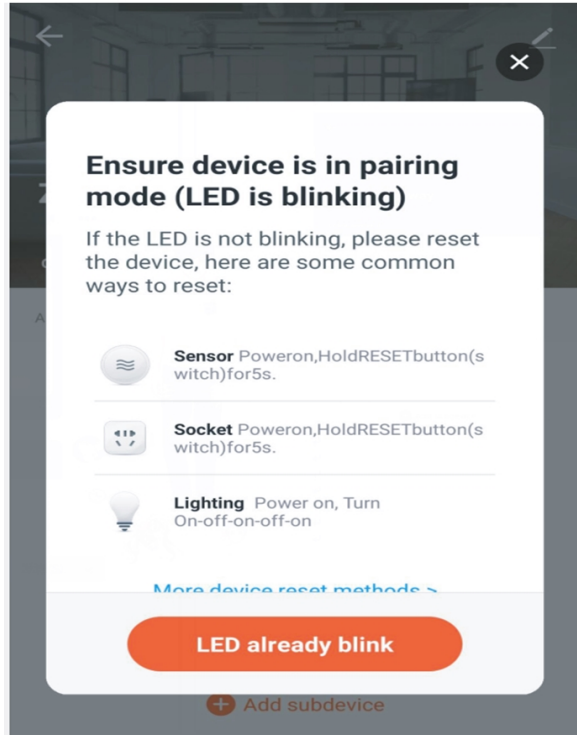 Ensure device is in pairing
mode (LED is blinking)
If the LED is not blinking, please reset
the device, here are some common
ways to reset:
Sensor Poweron,HoldRESETbutton(s
witch)for5s.
Socket Poweron,HoldRESETbutton(s
witch)for5s.
Lighting Power on, Turn
On-off-on-off-on
More device reset methods >
LED already blink
Add subdevice